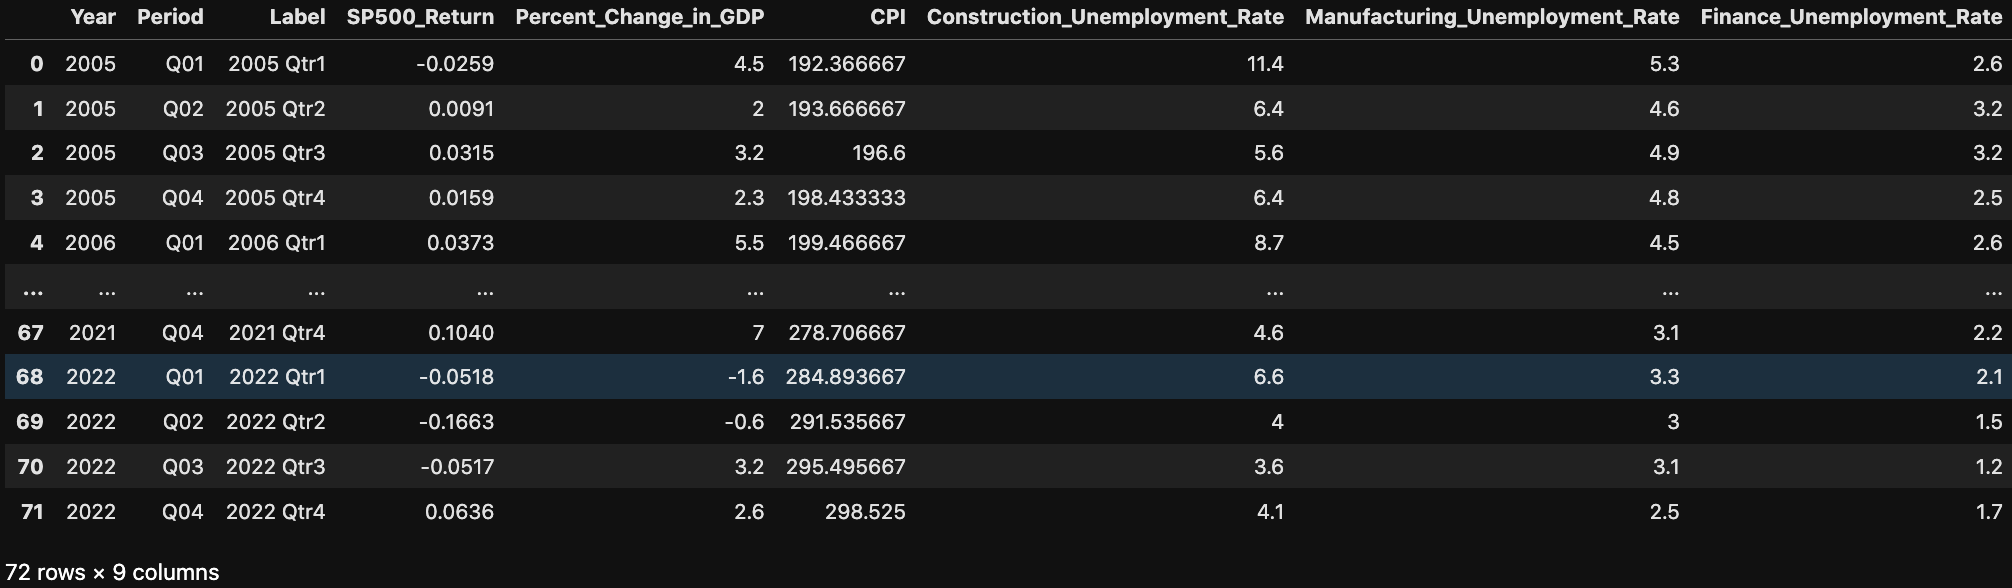 Year Period Label SP500_Return Percent_Change_in_GDP CPI Construction_Unemployment_Rate Manufacturing_Unemployment_Rate Finance_Unemployment_Rate
0 2005 Q01 2005 Qtr1 -0.0259 4.5 192.366667 11.4 5.3 2.6
1 2005 Q02 2005 Qtr2 0.0091 2 193.666667 6.4 4.6 3.2
2 2005 Q03 2005 Qtr3 0.0315 3.2 196.6 5.6 4.9 3.2
3 2005 Q04 2005 Qtr4 0.0159 2.3 198.433333 6.4 4.8 2.5
4 2006 Q01 2006 Qtr1 0.0373 5.5 199.466667 8.7 4.5 2.6
... ... ... ... ... ... ... ... ... ...
67 2021 Q04 2021 Qtr4 0.1040 7 278.706667 4.6 3.1 2.2
68 2022 Q01 2022 Qtr1 -0.0518 -1.6 284.893667 6.6 3.3 2.1
69 2022 Q02 2022 Qtr2 -0.1663 -0.6 291.535667 4 3 1.5
70 2022 Q03 2022 Qtr3 -0.0517 3.2 295.495667 3.6 3.1 1.2
71 2022 Q04 2022 Qtr4 0.0636 2.6 298.525 4.1 2.5 1.7
72 rows × 9 columns